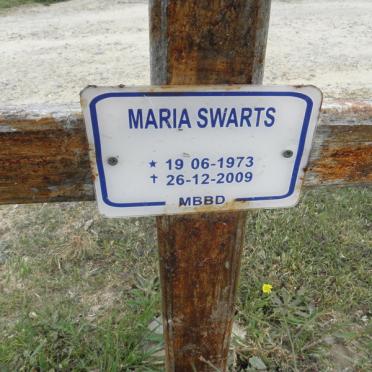 MARIA SWARTS
★ 19 06-1973
✝ 26-12-2009
MBBD